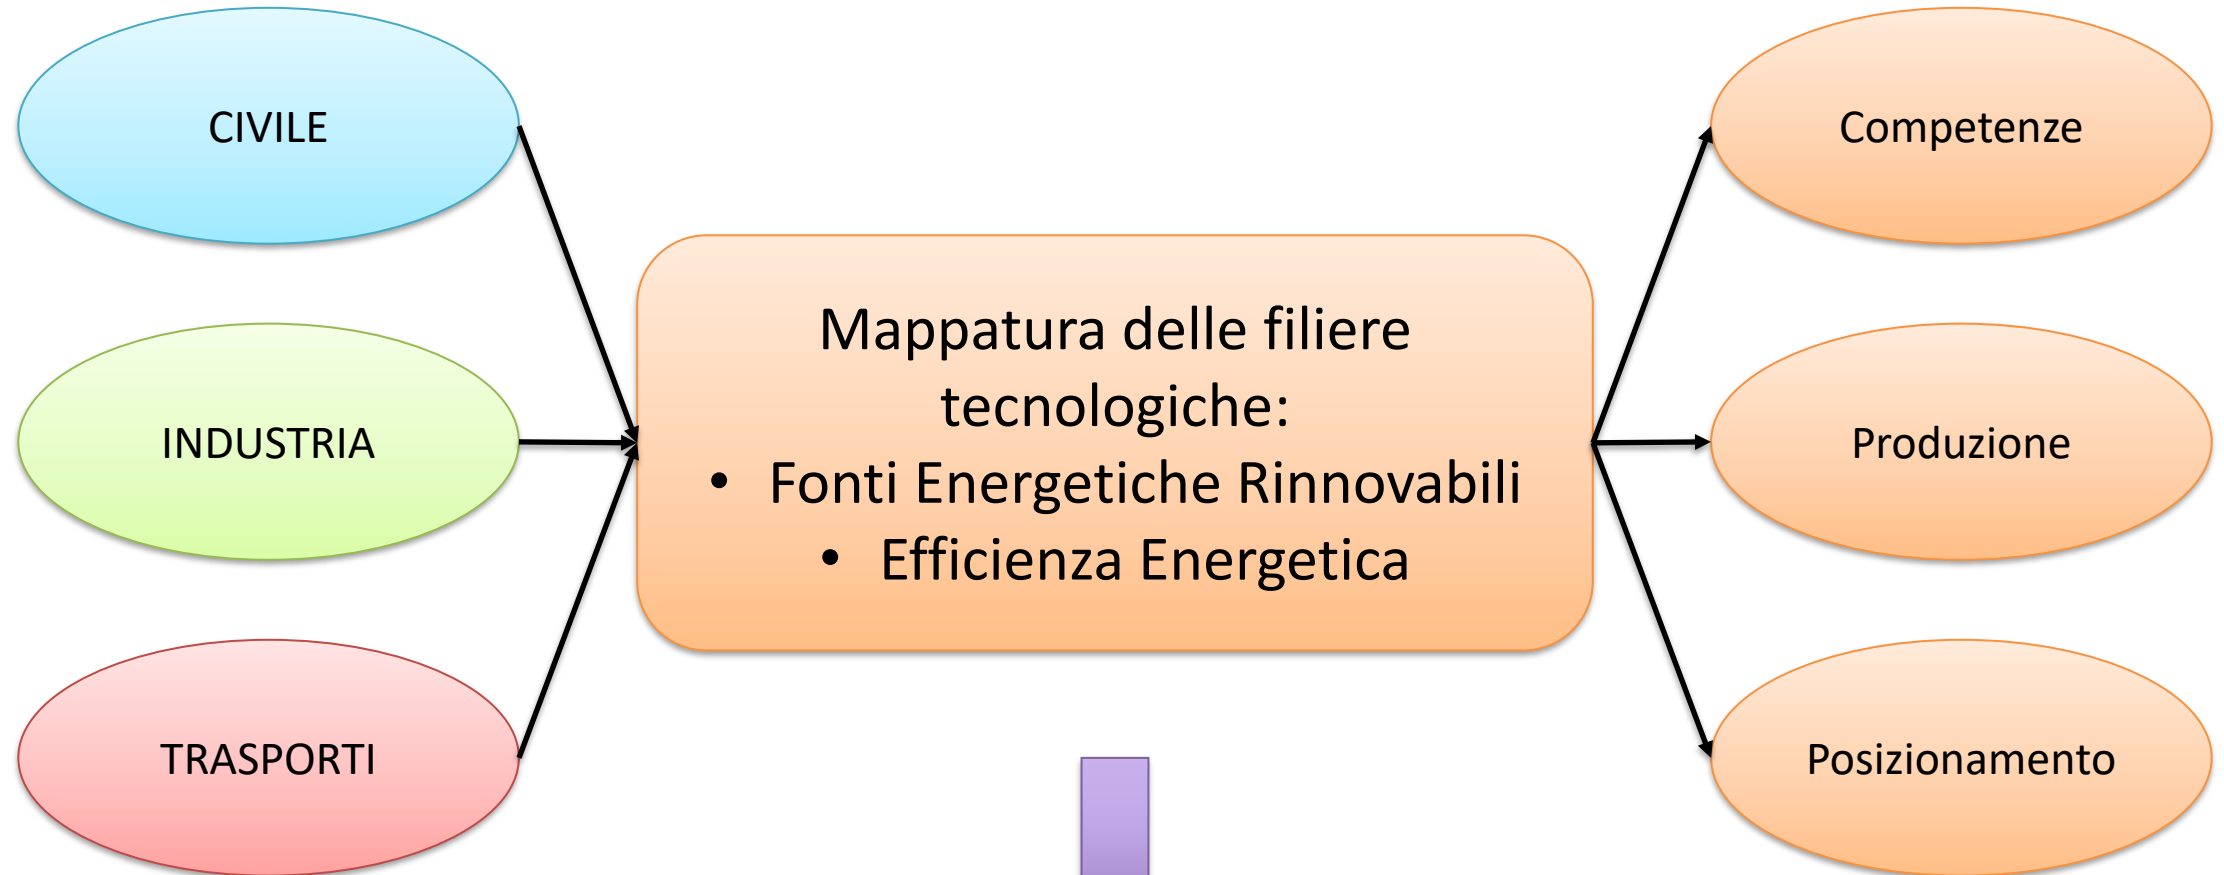 CIVILE
INDUSTRIA
TRASPORTI
Mappatura delle filiere
tecnologiche:
• Fonti Energetiche Rinnovabili
• Efficienza Energetica
Competenze
Produzione
Posizionamento